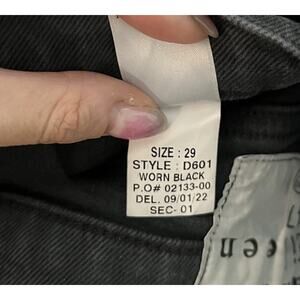 SIZE : 29
STYLE : D601
WORN BLACK
P.O# 02133-00
DEL. 09/01/22
SEC- 01